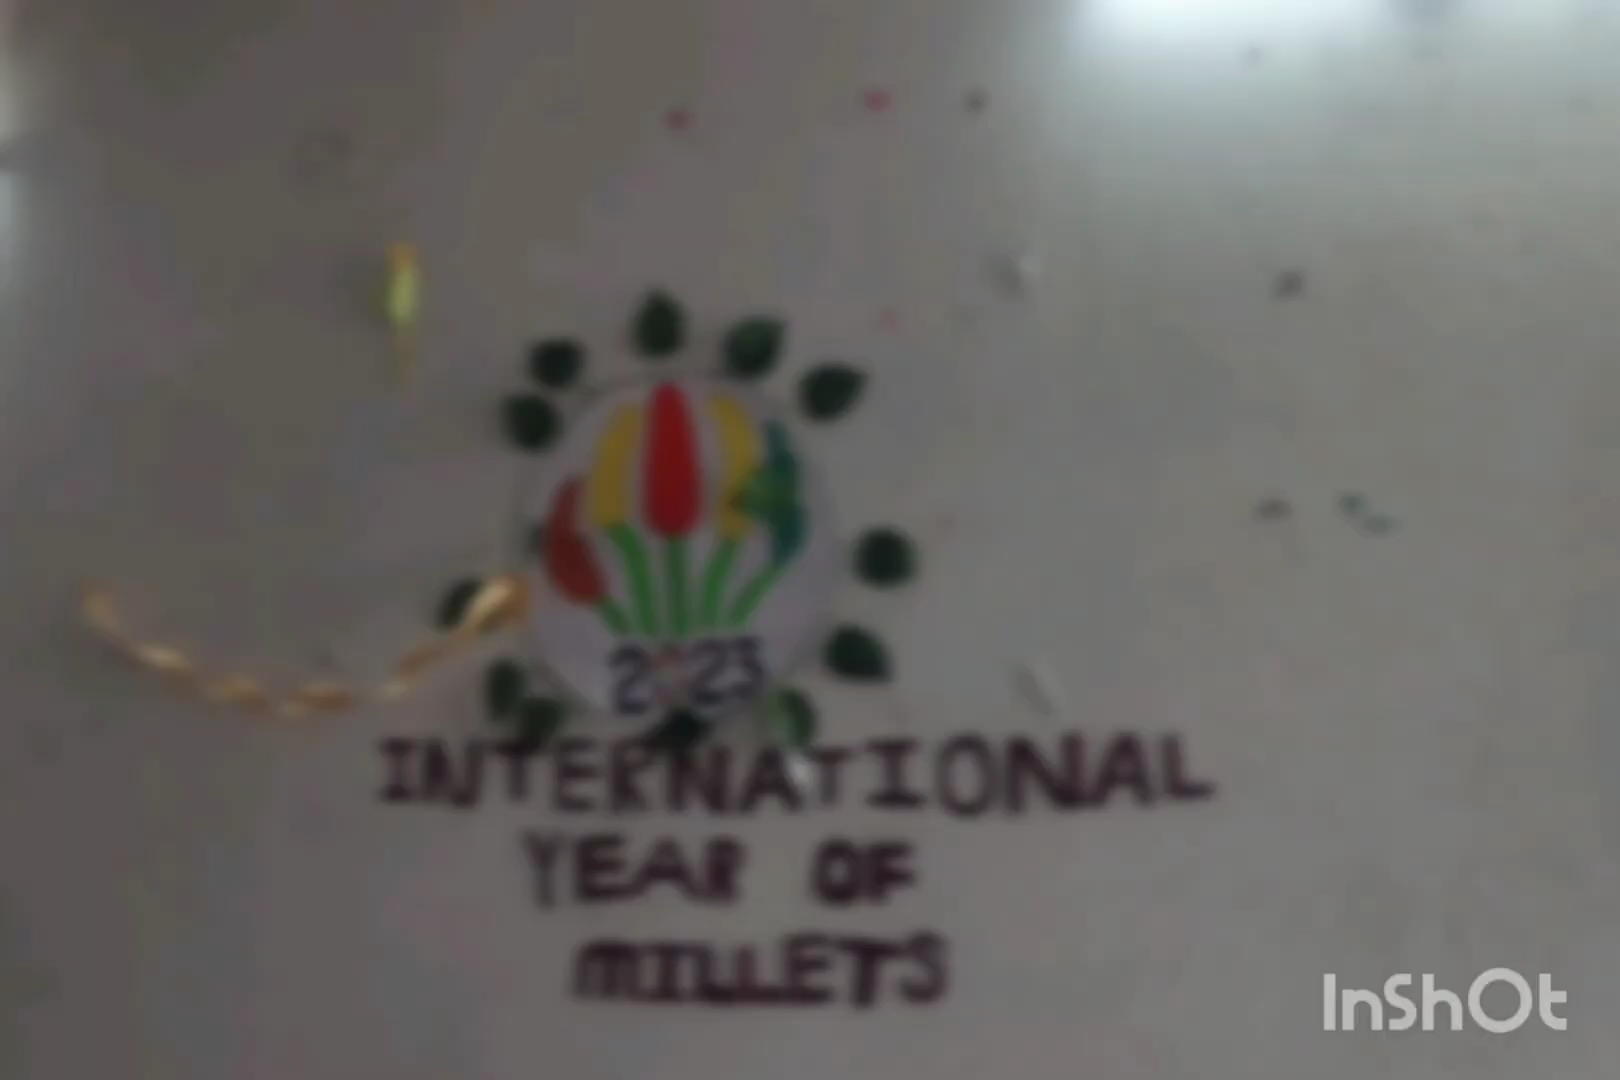 2023
INTERNATIONAL
YEAR OF
MILLETS
InShOt